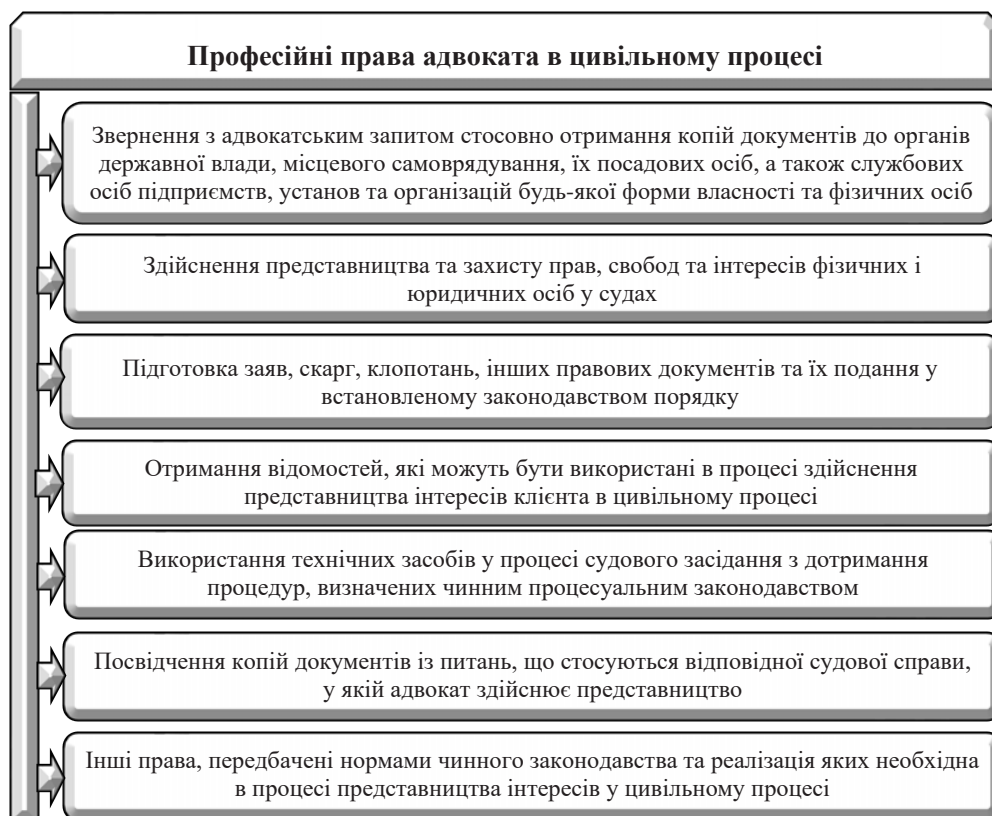 Професійні права адвоката в цивільному процесі
Звернення з адвокатським запитом стосовно отримання копій документів до органів
державної влади, місцевого самоврядування, їх посадових осіб, а також службових
осіб підприємств, установ та організацій будь-якої форми власності та фізичних осіб
Здійснення представництва та захисту прав, свобод та інтересів фізичних і
юридичних осіб у судах
Підготовка заяв, скарг, клопотань, інших правових документів та їх подання у
встановленому законодавством порядку
Отримання відомостей, які можуть бути використані в процесі здійснення
представництва інтересів клієнта в цивільному процесі
Використання технічних засобів у процесі судового засідання з дотримання
процедур, визначених чинним процесуальним законодавством
Посвідчення копій документів із питань, що стосуються відповідної судової справи,
у якій адвокат здійснює представництво
Інші права, передбачені нормами чинного законодавства та реалізація яких необхідна
в процесі представництва інтересів у цивільному процесі